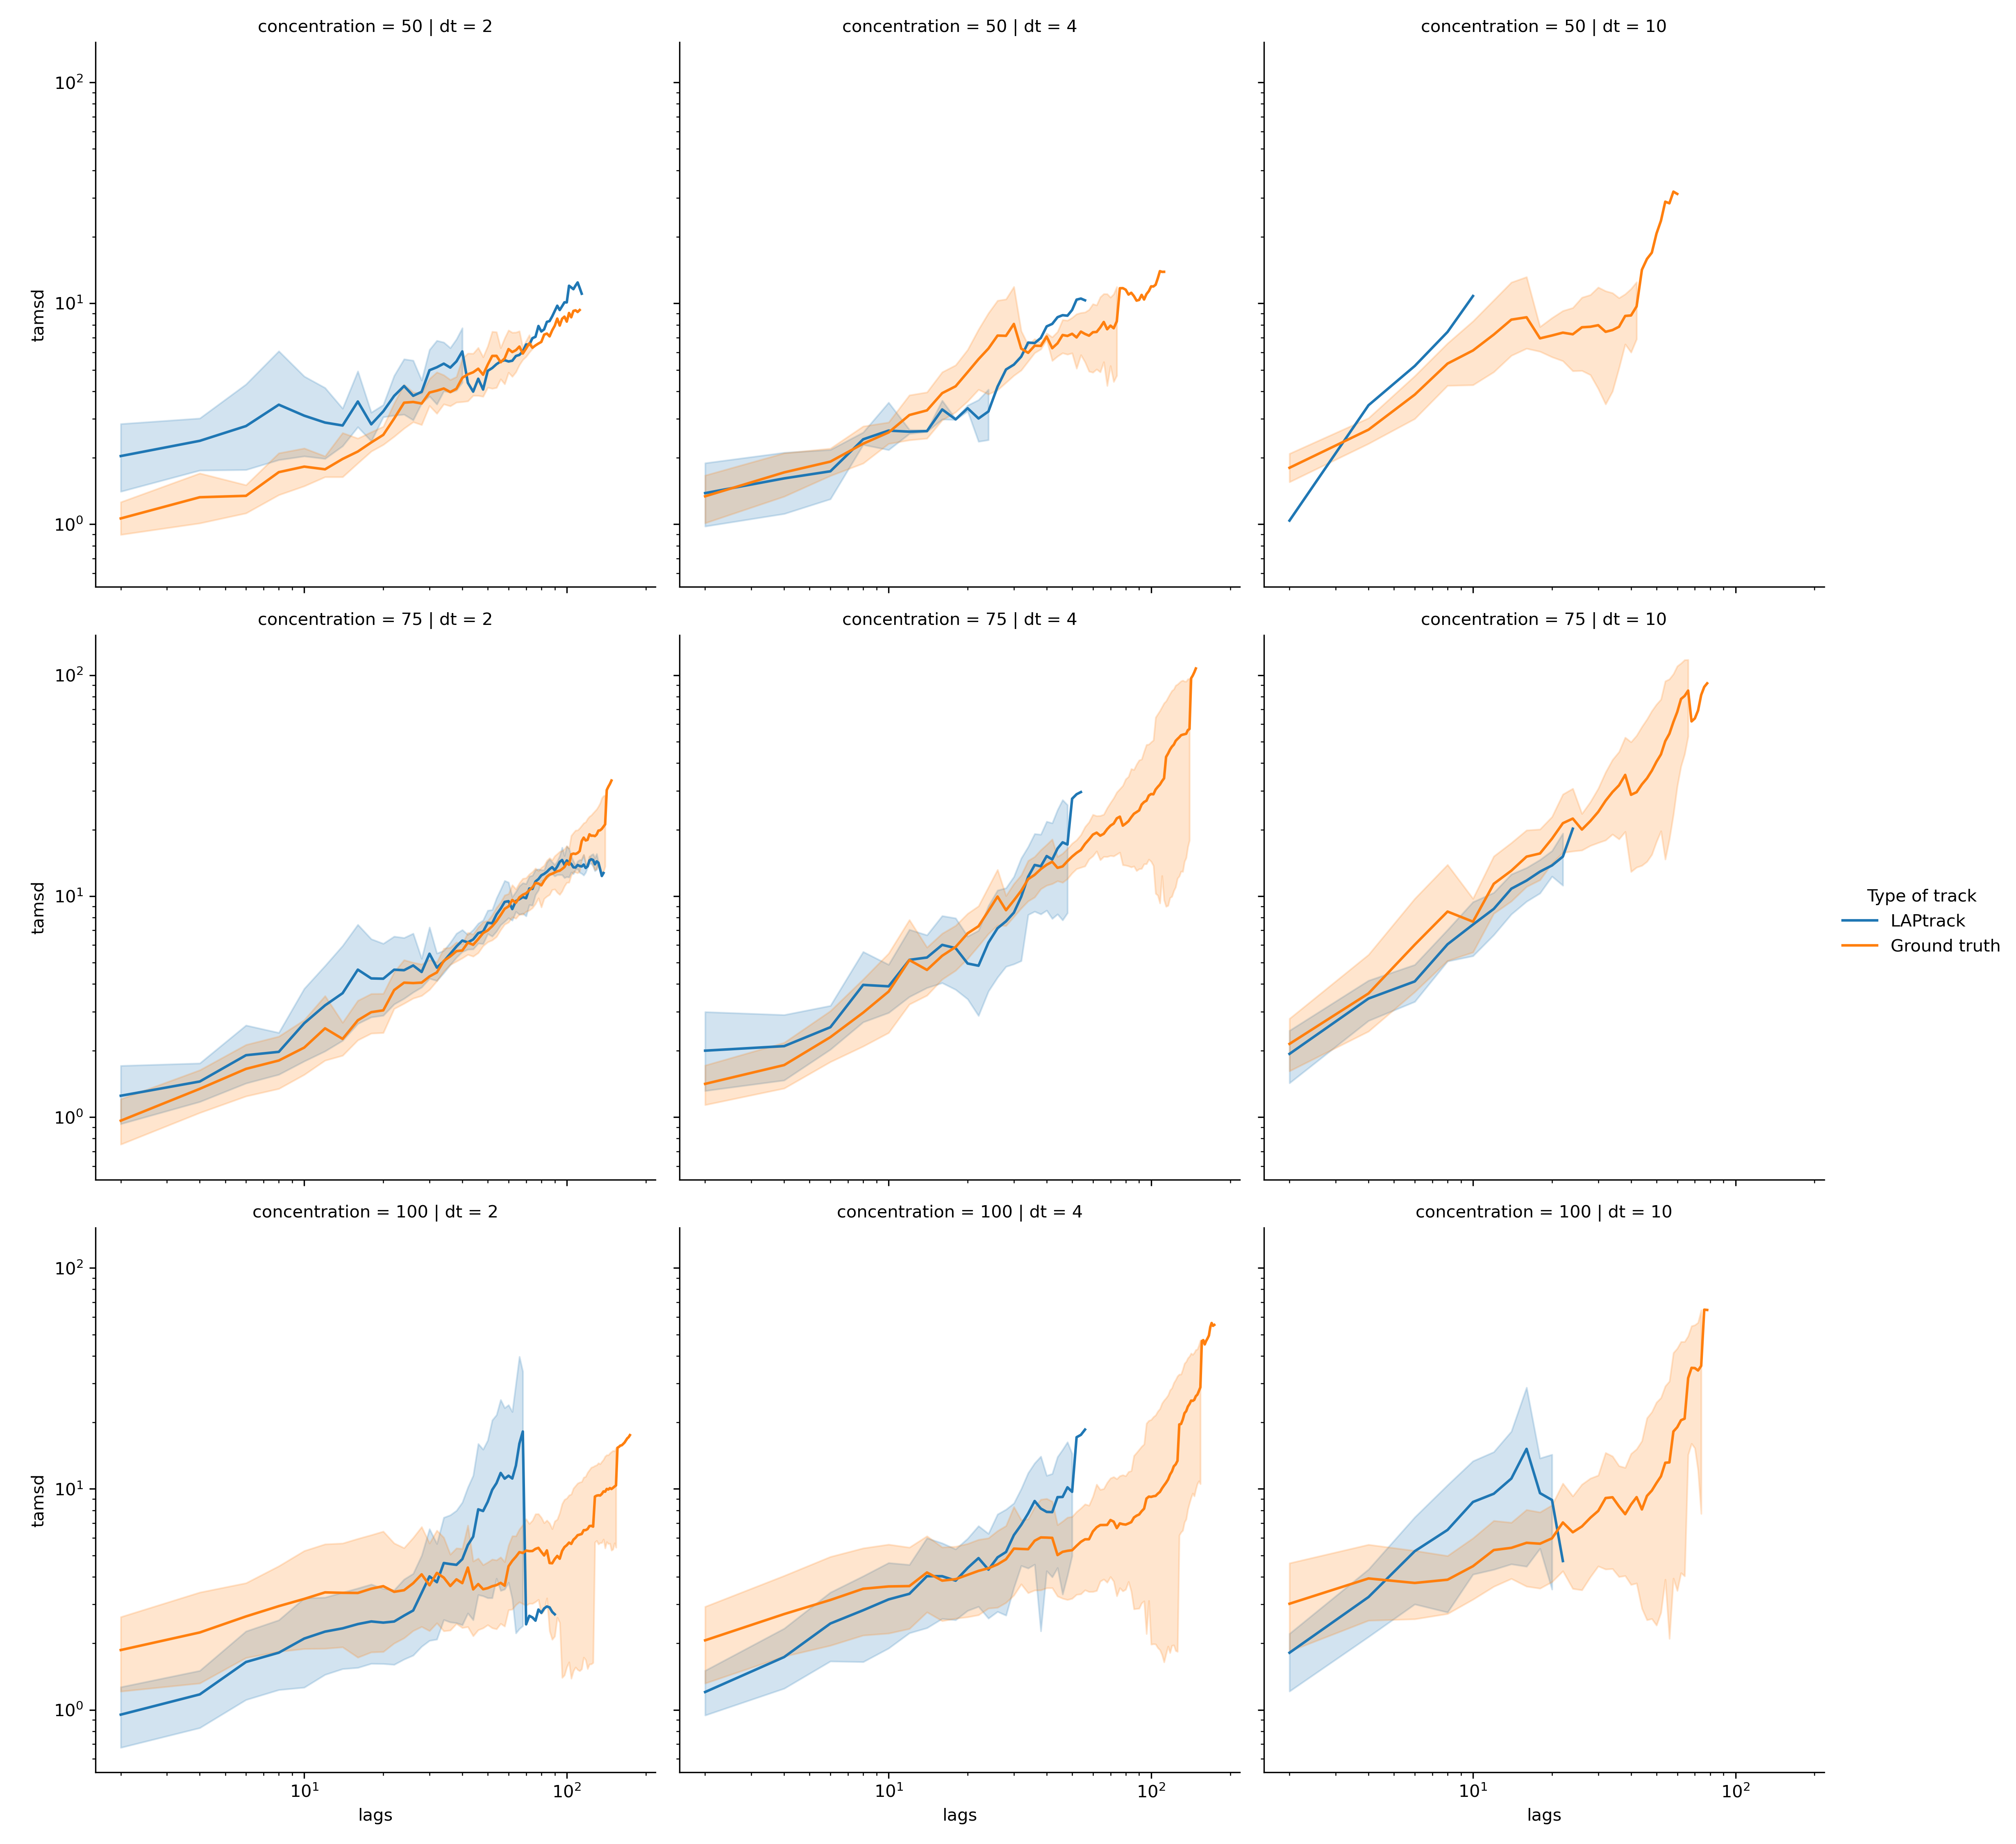 concentration = 50 | dt = 2
concentration = 50 | dt = 4
concentration = 50 | dt = 10
10²
10¹
10⁰
tamsd
concentration = 75 | dt = 2
concentration = 75 | dt = 4
concentration = 75 | dt = 10
10²
10¹
10⁰
tamsd
Type of track
LAPtrack
Ground truth
concentration = 100 | dt = 2
concentration = 100 | dt = 4
concentration = 100 | dt = 10
10²
10¹
10⁰
tamsd
10¹ 10²
lags
10¹ 10²
lags
10¹ 10²
lags